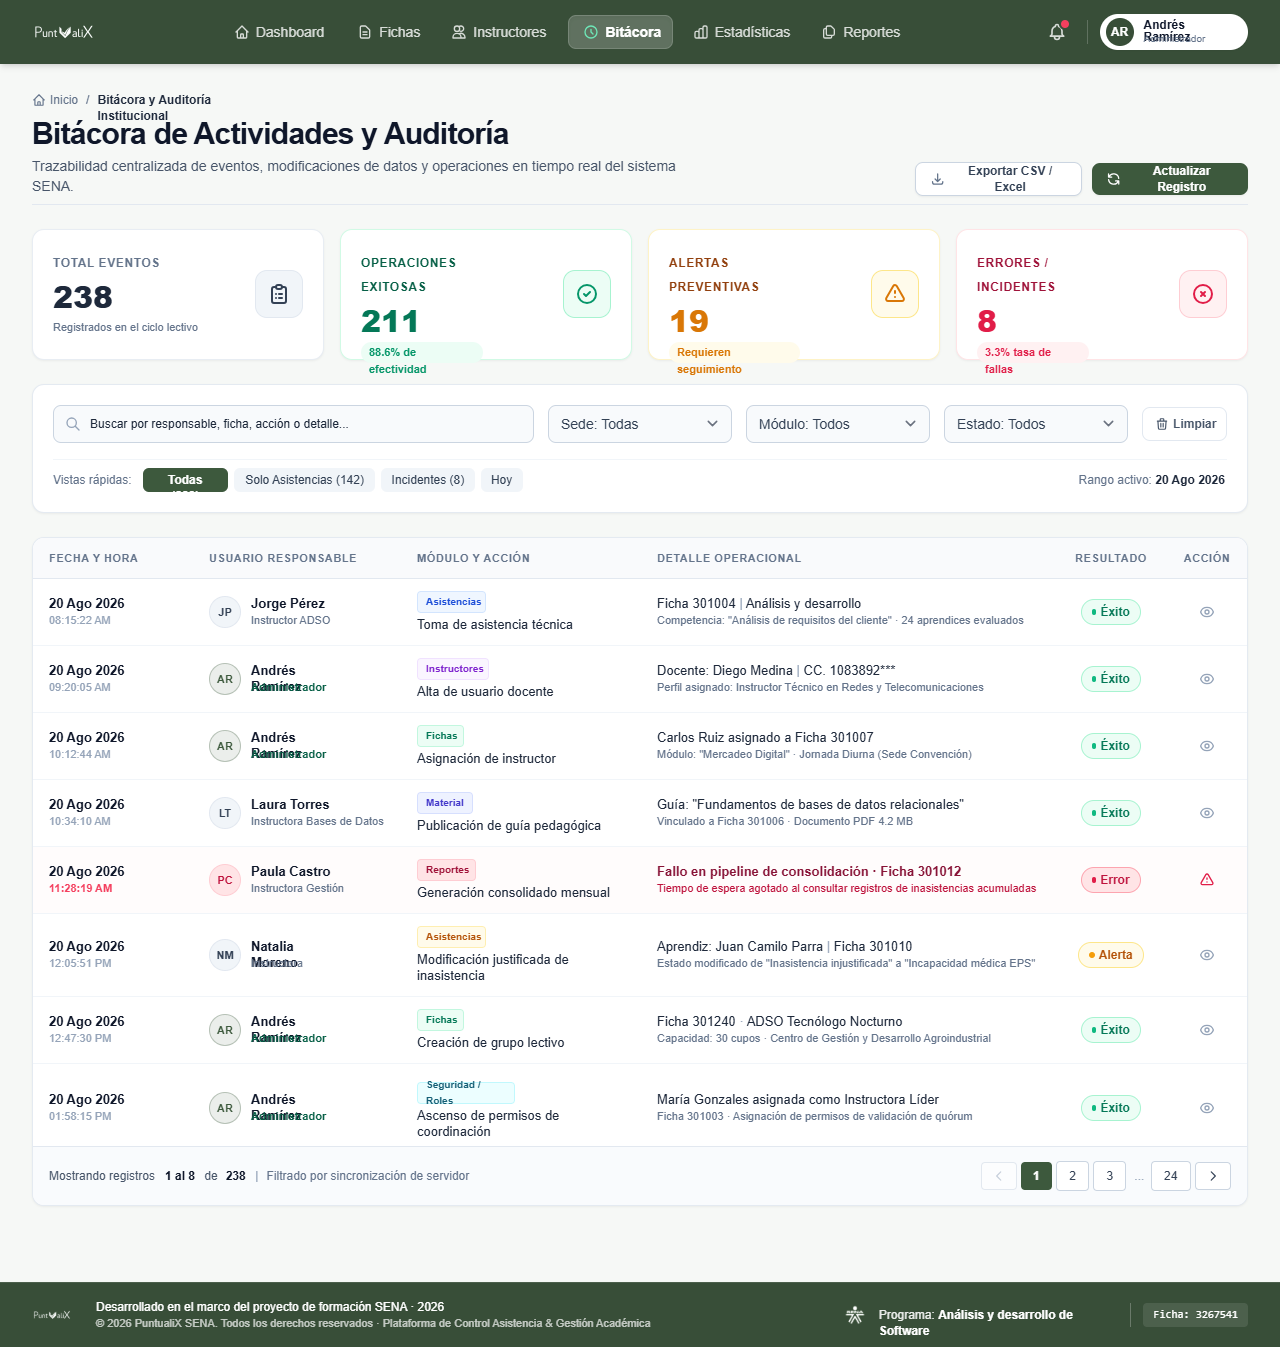 PuntualiX
Dashboard
Fichas
Instructores
Bitácora
Estadísticas
Reportes
AR
Andrés Ramírez
Administrador
Inicio / Bitácora y Auditoría Institucional
Bitácora de Actividades y Auditoría
Trazabilidad centralizada de eventos, modificaciones de datos y operaciones en tiempo real del sistema
SENA.
Exportar CSV / Excel
Actualizar Registro
TOTAL EVENTOS
238
Registrados en el ciclo lectivo
OPERACIONES EXITOSAS
211
88.6% de efectividad
ALERTAS PREVENTIVAS
19
Requieren seguimiento
ERRORES / INCIDENTES
8
3.3% tasa de fallas
Buscar por responsable, ficha, acción o detalle...
Sede: Todas
Módulo: Todos
Estado: Todos
Limpiar
Vistas rápidas:
Todas
Solo Asistencias (142)
Incidentes (8)
Hoy
Rango activo: 20 Ago 2026
FECHA Y HORA USUARIO RESPONSABLE MÓDULO Y ACCIÓN DETALLE OPERACIONAL RESULTADO ACCIÓN
20 Ago 2026
08:15:22 AM
JP
Jorge Pérez
Instructor ADSO
Asistencias
Toma de asistencia técnica
Ficha 301004 | Análisis y desarrollo
Competencia: "Análisis de requisitos del cliente" · 24 aprendices evaluados
Éxito
20 Ago 2026
09:20:05 AM
AR
Andrés Ramírez
Administrador
Instructores
Alta de usuario docente
Docente: Diego Medina | CC. 1083892***
Perfil asignado: Instructor Técnico en Redes y Telecomunicaciones
Éxito
20 Ago 2026
10:12:44 AM
AR
Andrés Ramírez
Administrador
Fichas
Asignación de instructor
Carlos Ruiz asignado a Ficha 301007
Módulo: "Mercadeo Digital" · Jornada Diurna (Sede Convención)
Éxito
20 Ago 2026
10:34:10 AM
LT
Laura Torres
Instructora Bases de Datos
Material
Publicación de guía pedagógica
Guía: "Fundamentos de bases de datos relacionales"
Vinculado a Ficha 301006 · Documento PDF 4.2 MB
Éxito
20 Ago 2026
11:28:19 AM
PC
Paula Castro
Instructora Gestión
Reportes
Generación consolidado mensual
Fallo en pipeline de consolidación · Ficha 301012
Tiempo de espera agotado al consultar registros de inasistencias acumuladas
Error
20 Ago 2026
12:05:51 PM
NM
Natalia Moreno
Instructora
Asistencias
Modificación justificada de
inasistencia
Aprendiz: Juan Camilo Parra | Ficha 301010
Estado modificado de "Inasistencia injustificada" a "Incapacidad médica EPS"
Alerta
20 Ago 2026
12:47:30 PM
AR
Andrés Ramírez
Administrador
Fichas
Creación de grupo lectivo
Ficha 301240 · ADSO Tecnólogo Nocturno
Capacidad: 30 cupos · Centro de Gestión y Desarrollo Agroindustrial
Éxito
20 Ago 2026
01:58:15 PM
AR
Andrés Ramírez
Administrador
Seguridad / Roles
Ascenso de permisos de
coordinación
María Gonzales asignada como Instructora Líder
Ficha 301003 · Asignación de permisos de validación de quórum
Éxito
Mostrando registros 1 al 8 de 238 | Filtrado por sincronización de servidor
1 2 3 ... 24
PuntualiX
Desarrollado en el marco del proyecto de formación SENA · 2026
© 2026 PuntualiX SENA. Todos los derechos reservados · Plataforma de Control Asistencia & Gestión Académica
Programa: Análisis y desarrollo de
Software
Ficha: 3267541